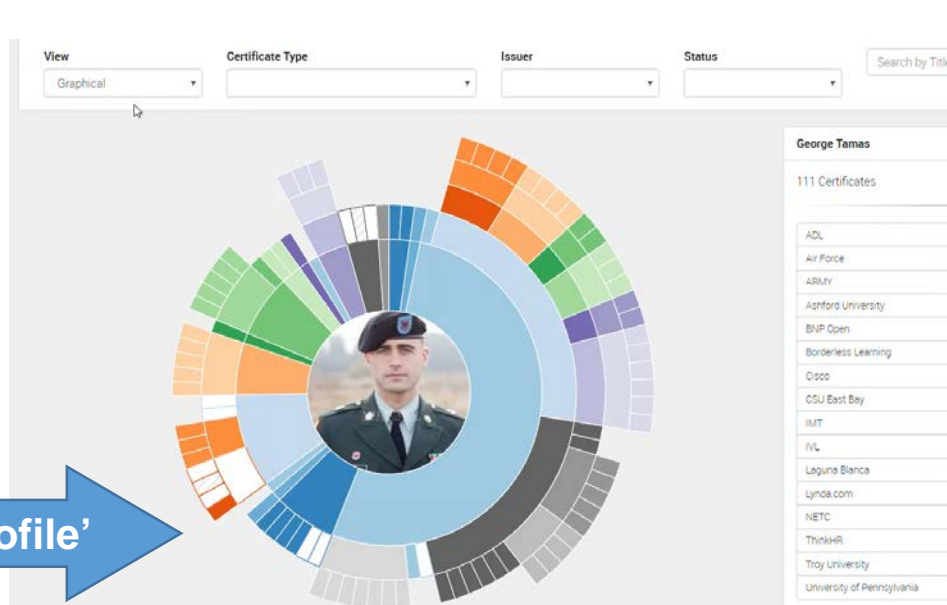 View
Certificate Type
Issuer
Status
Graphical
Search by Title
George Tamas
111 Certificates
ADL
Air Force
ARMY
Ashford University
BNP Open
Borderless Learning
Cisco
CSU East Bay
IMT
IVL
Laguna Blanca
Lynda.com
NETC
ThinkHR
Troy University
University of Pennsylvania
ofile’